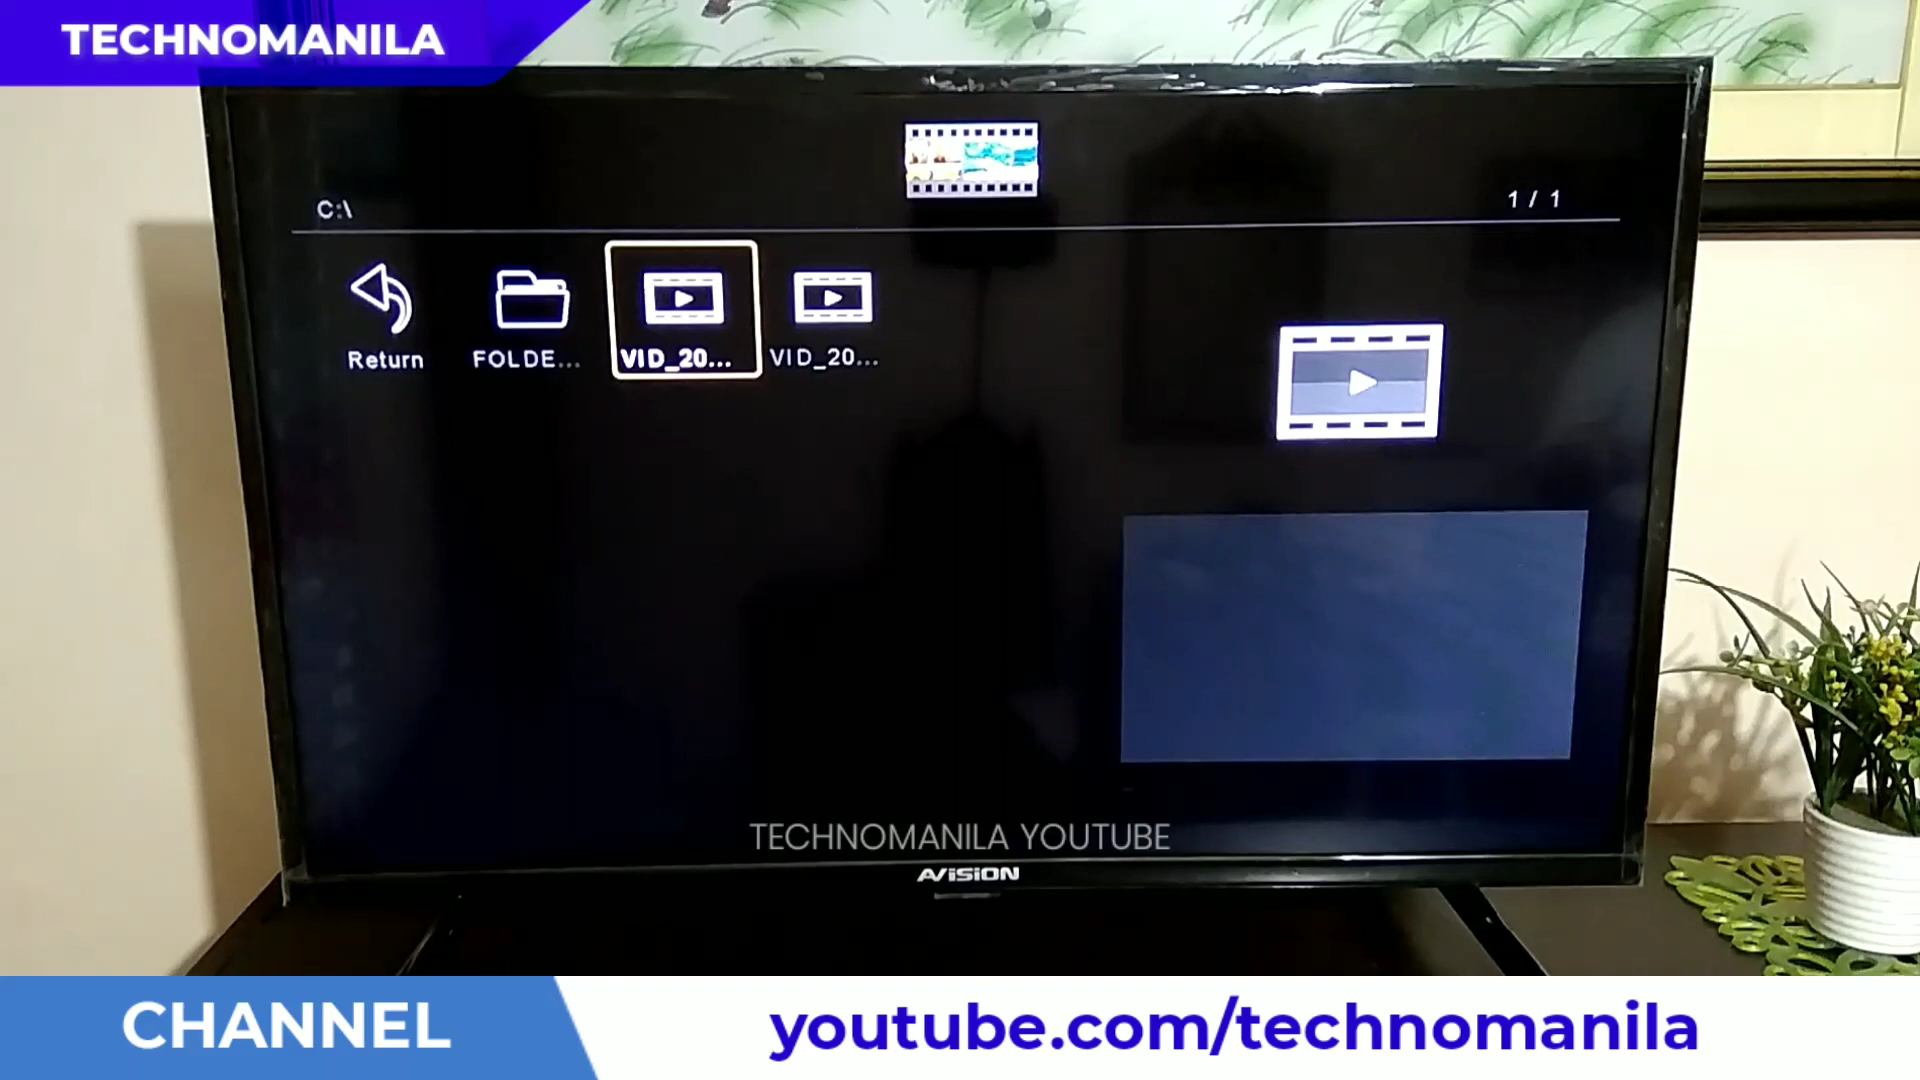 TECHNOMANILA
C:\
1 / 1
Return
FOLDE...
VID_20...
VID_20...
TECHNOMANILA YOUTUBE
AVISION
CHANNEL
youtube.com/technomanila